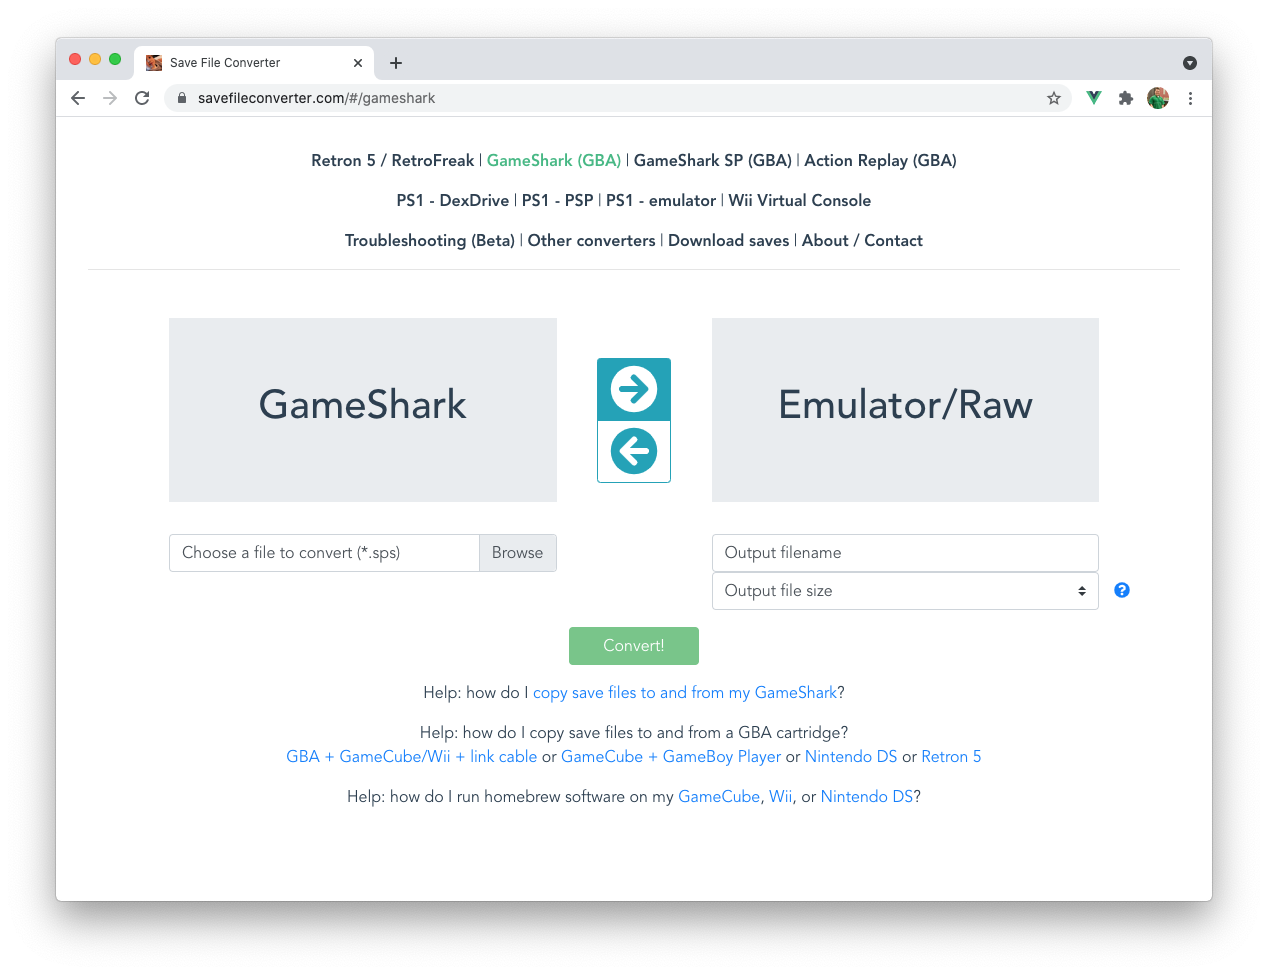 Save File Converter
savefileconverter.com/#/gameshark
Retron 5 / RetroFreak | GameShark (GBA) | GameShark SP (GBA) | Action Replay (GBA)
PS1 - DexDrive | PS1 - PSP | PS1 - emulator | Wii Virtual Console
Troubleshooting (Beta) | Other converters | Download saves | About / Contact
GameShark
Emulator/Raw
Choose a file to convert (*.sps) Browse
Output filename
Output file size
Convert!
Help: how do I copy save files to and from my GameShark?
Help: how do I copy save files to and from a GBA cartridge?
GBA + GameCube/Wii + link cable or GameCube + GameBoy Player or Nintendo DS or Retron 5
Help: how do I run homebrew software on my GameCube, Wii, or Nintendo DS?